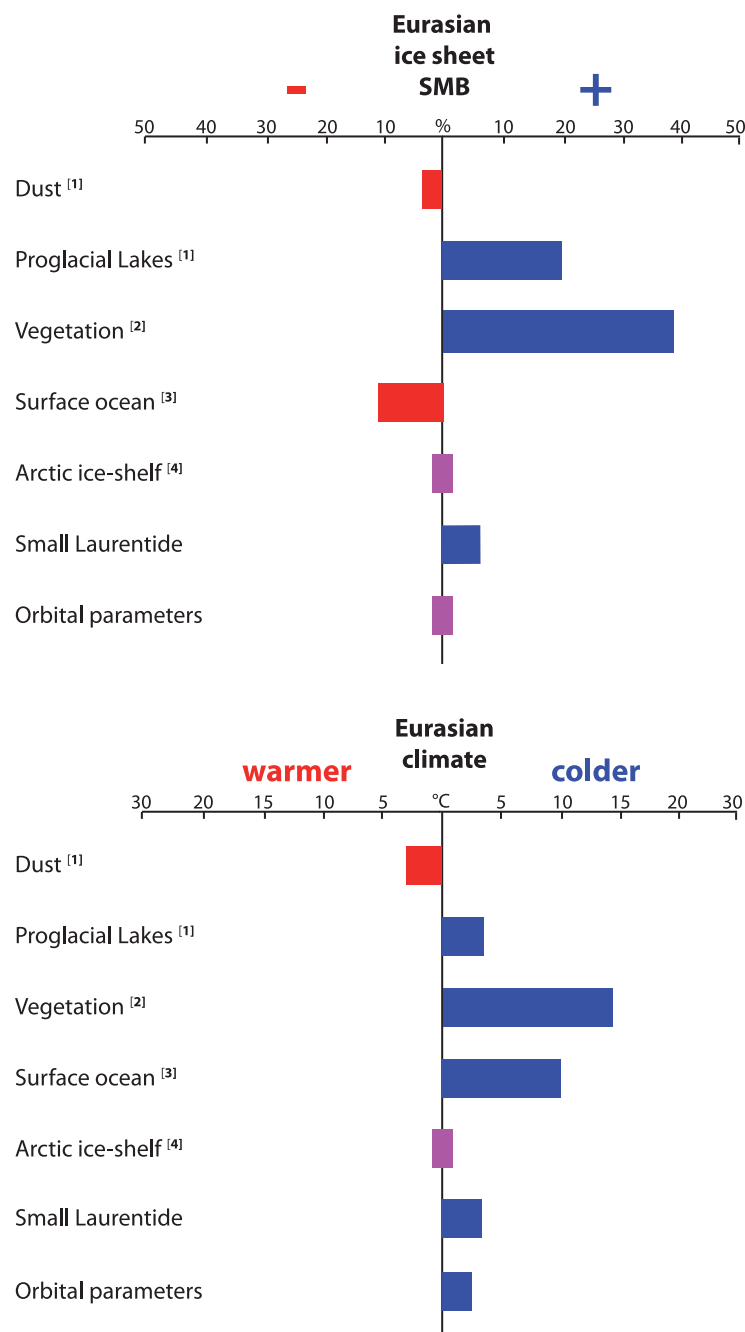 Eurasian
ice sheet
SMB
- +
50 40 30 20 10 % 10 20 30 40 50
Dust [1]
Proglacial Lakes [1]
Vegetation [2]
Surface ocean [3]
Arctic ice-shelf [4]
Small Laurentide
Orbital parameters
Eurasian
climate
warmer colder
30 20 15 10 5 °C 5 10 15 20 30
Dust [1]
Proglacial Lakes [1]
Vegetation [2]
Surface ocean [3]
Arctic ice-shelf [4]
Small Laurentide
Orbital parameters